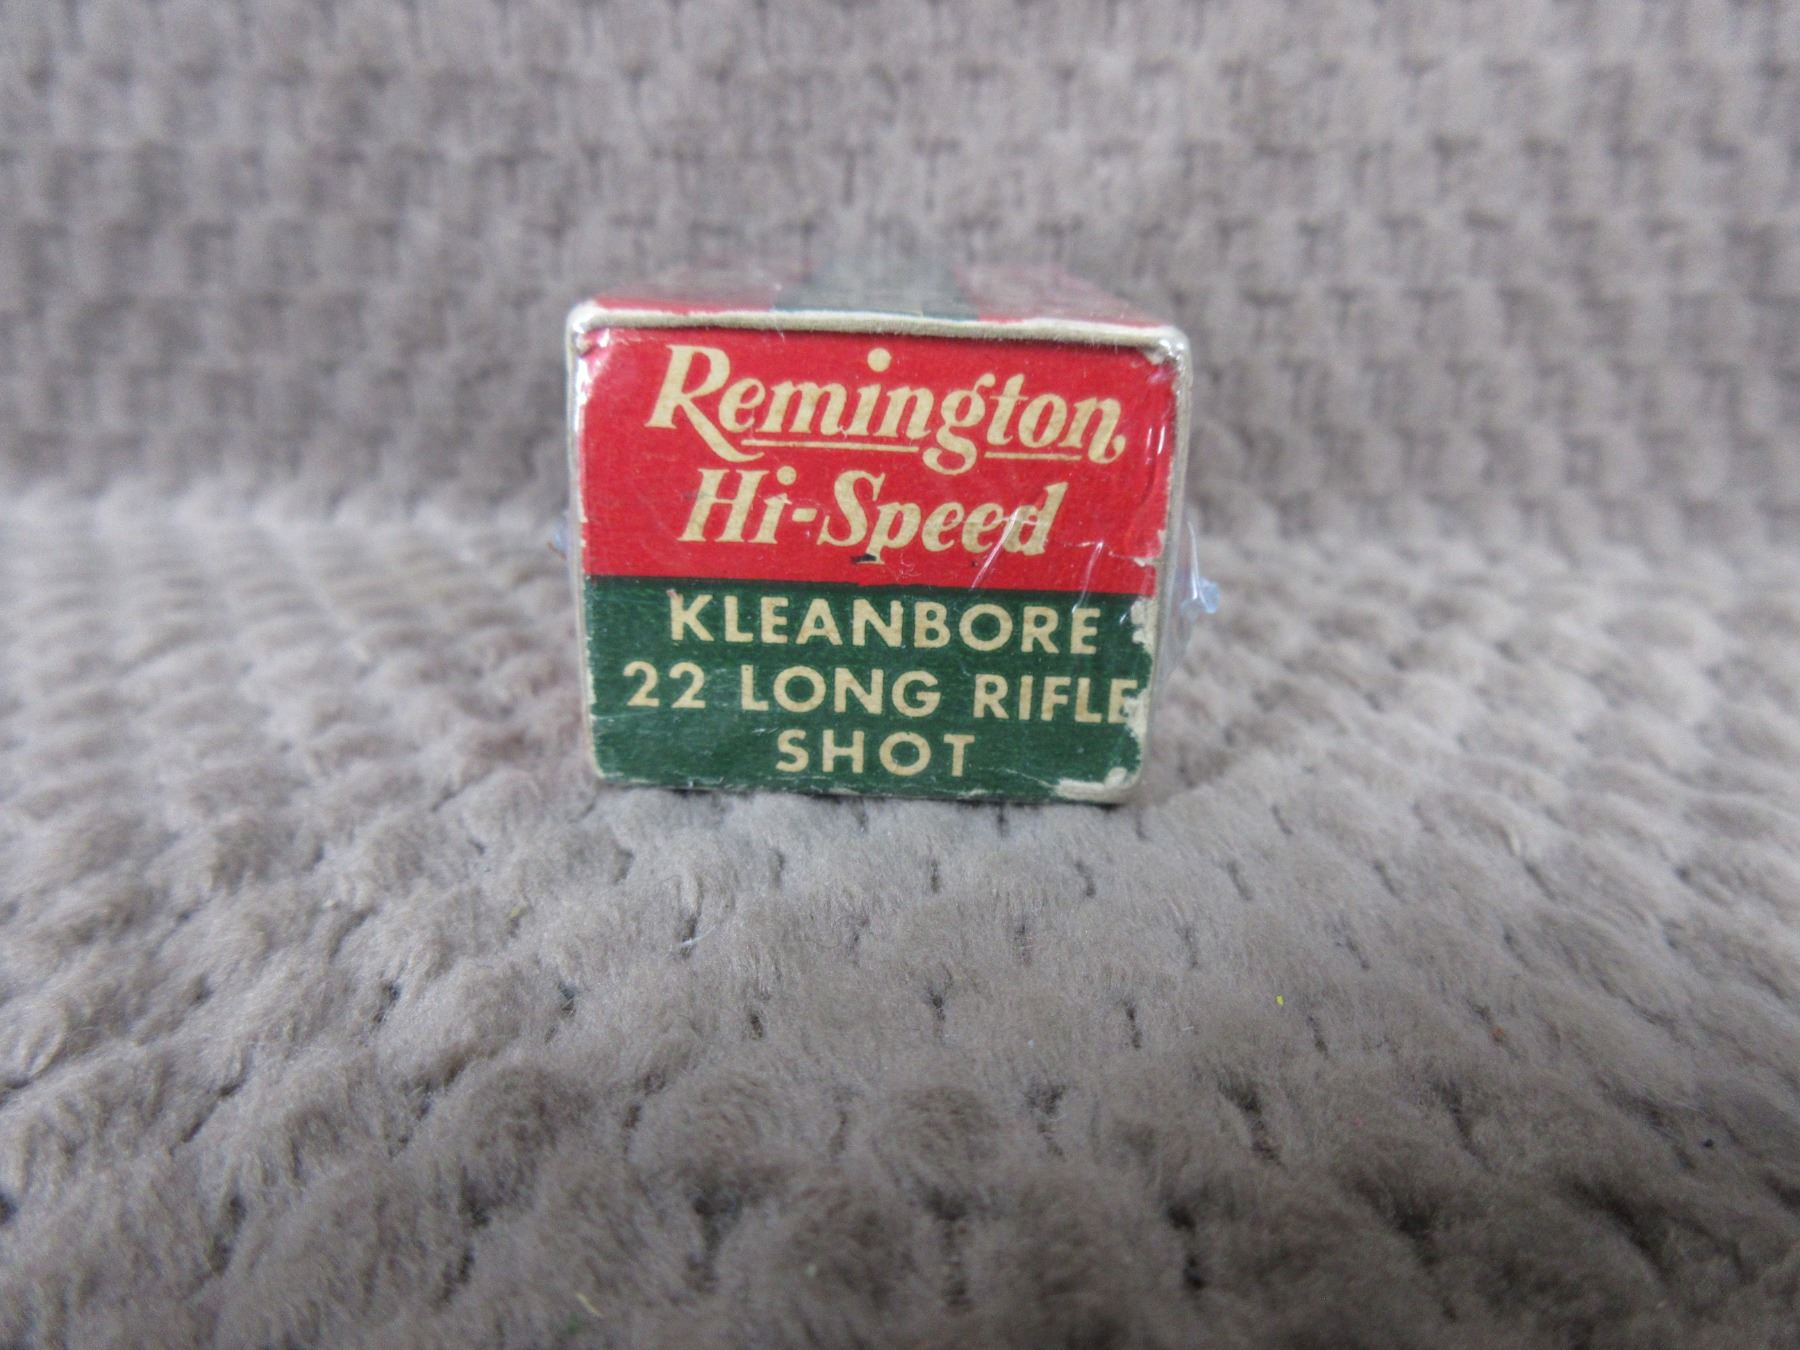 Remington
Hi-Speed
KLEANBORE
22 LONG RIFLE
SHOT